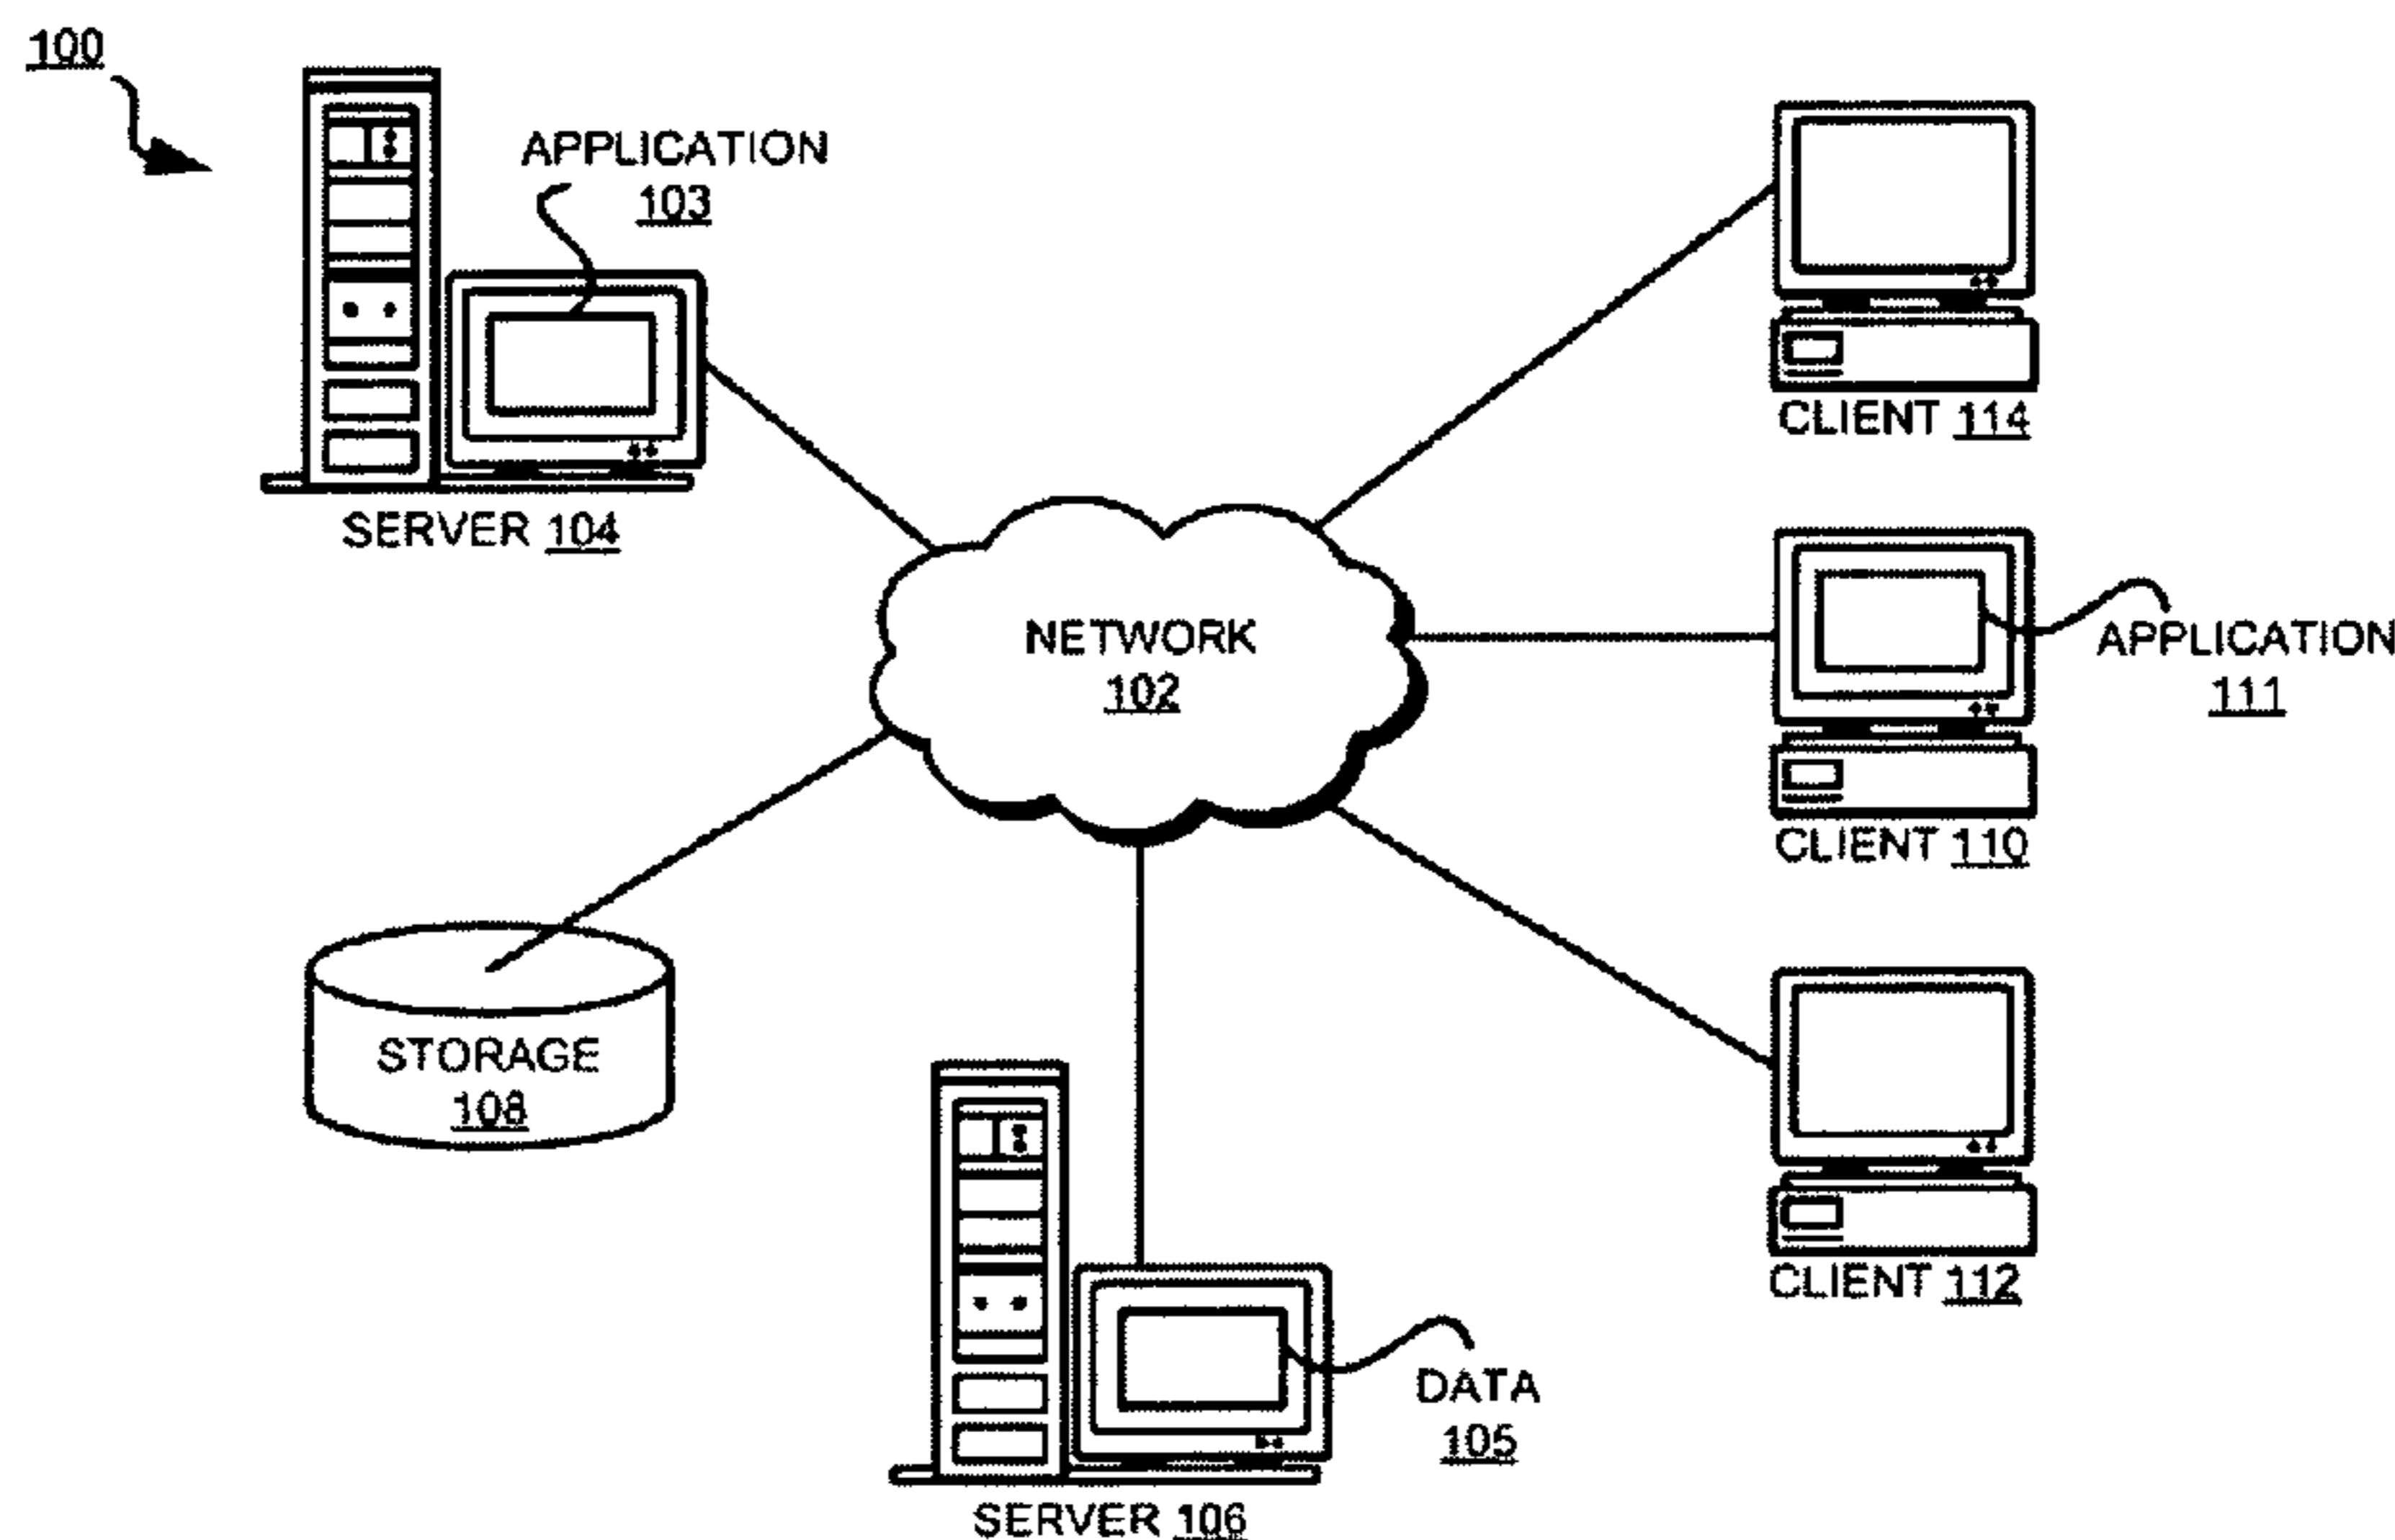 100
APPLICATION
103
SERVER 104
CLIENT 114
NETWORK
102
APPLICATION
111
CLIENT 110
STORAGE
108
CLIENT 112
DATA
105
SERVER 106